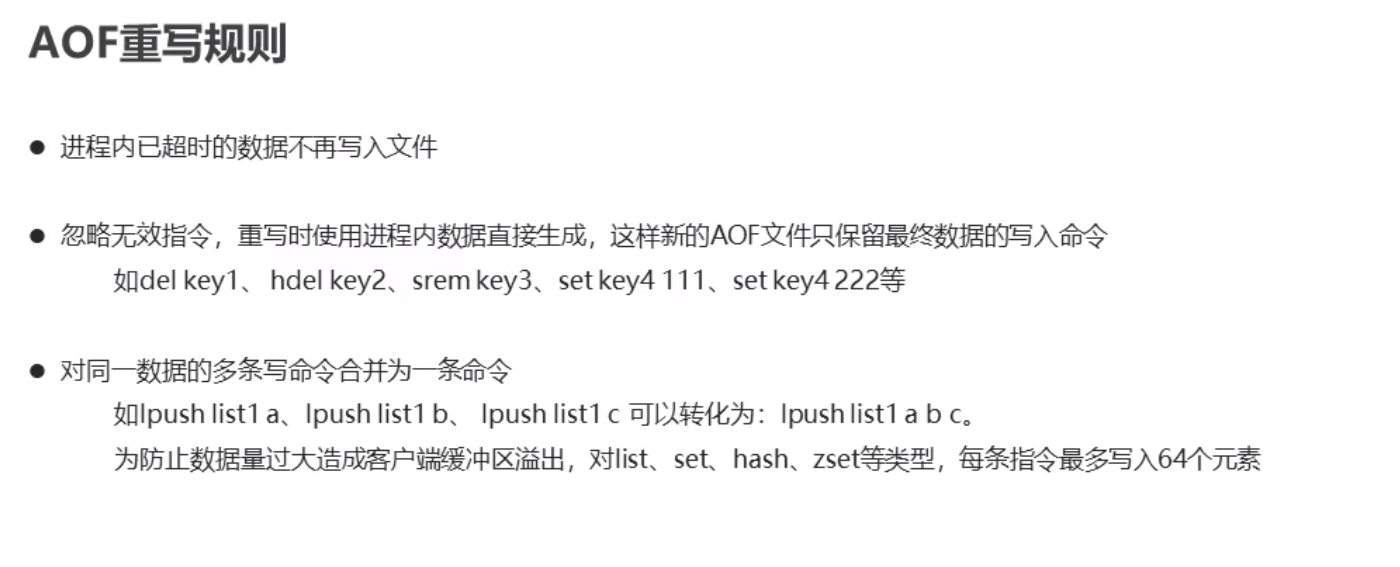 AOF重写规则
● 进程内已超时的数据不再写入文件
● 忽略无效指令，重写时使用进程内数据直接生成，这样新的AOF文件只保留最终数据的写入命令
如del key1、 hdel key2、srem key3、set key4 111、set key4 222等
● 对同一数据的多条写命令合并为一条命令
如lpush list1 a、lpush list1 b、 lpush list1 c 可以转化为：lpush list1 a b c。
为防止数据量过大造成客户端缓冲区溢出，对list、set、hash、zset等类型，每条指令最多写入64个元素